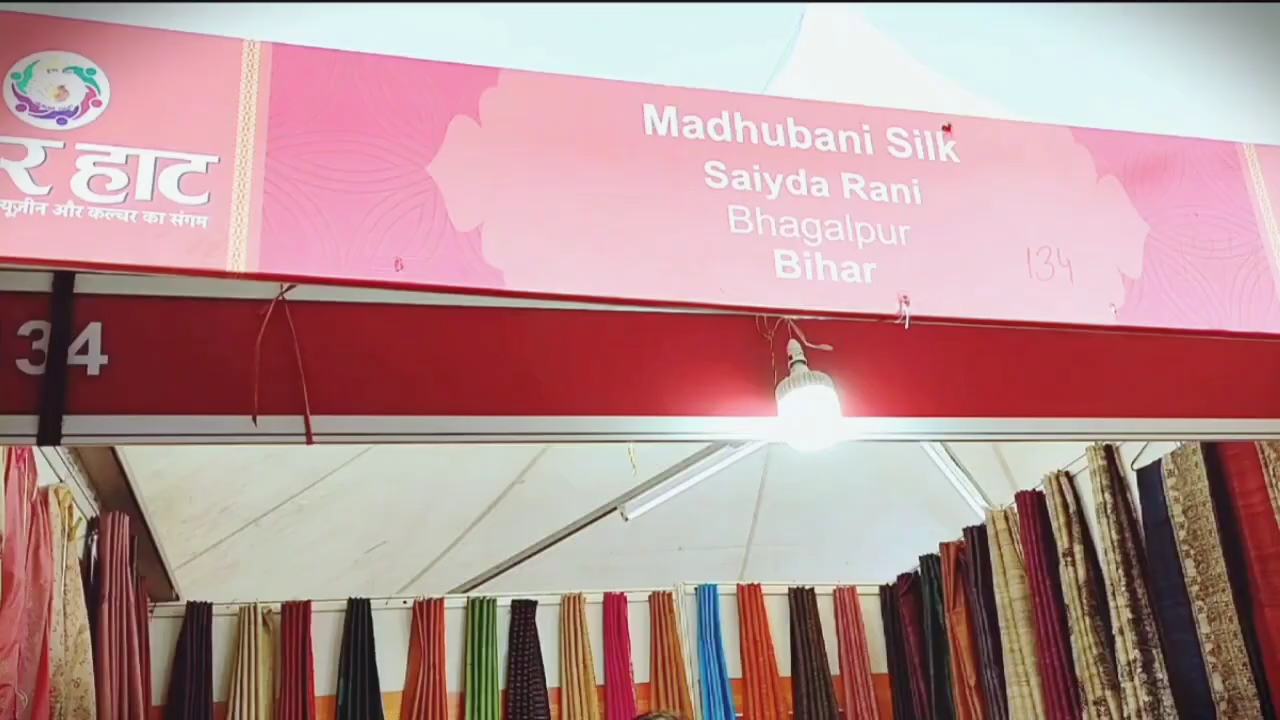 र हाट
यूज़ीन और कल्चर का संगम
Madhubani Silk
Saiyda Rani
Bhagalpur
Bihar
134
134